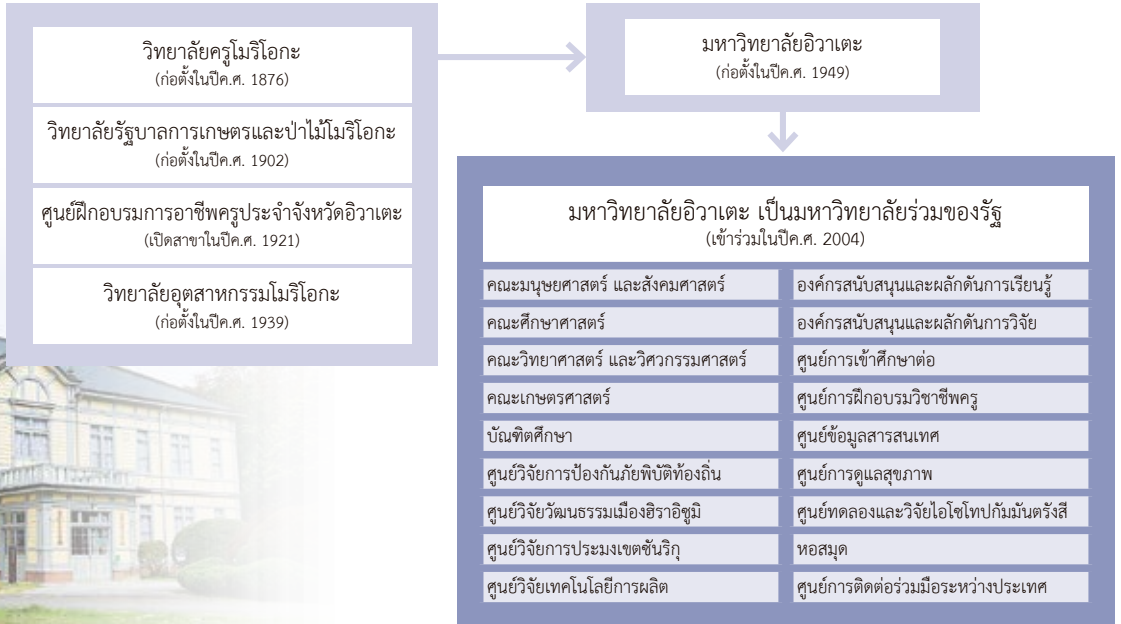 วิทยาลัยครูโมริโอกะ
(ก่อตั้งในปีค.ศ. 1876)
วิทยาลัยรัฐบาลการเกษตรและป่าไม้โมริโอกะ
(ก่อตั้งในปีค.ศ. 1902)
ศูนย์ฝึกอบรมการอาชีพครูประจำจังหวัดอิวาเตะ
(เปิดสาขาในปีค.ศ. 1921)
วิทยาลัยอุตสาหกรรมโมริโอกะ
(ก่อตั้งในปีค.ศ. 1939)
มหาวิทยาลัยอิวาเตะ
(ก่อตั้งในปีค.ศ. 1949)
มหาวิทยาลัยอิวาเตะ เป็นมหาวิทยาลัยร่วมของรัฐ
(เข้าร่วมในปีค.ศ. 2004)
คณะมนุษยศาสตร์ และสังคมศาสตร์
คณะศึกษาศาสตร์
คณะวิทยาศาสตร์ และวิศวกรรมศาสตร์
คณะเกษตรศาสตร์
บัณฑิตศึกษา
ศูนย์วิจัยการป้องกันภัยพิบัติท้องถิ่น
ศูนย์วิจัยวัฒนธรรมเมืองฮิราอิซูมิ
ศูนย์วิจัยการประมงเขตซันริกุ
ศูนย์วิจัยเทคโนโลยีการผลิต
องค์กรสนับสนุนและผลักดันการเรียนรู้
องค์กรสนับสนุนและผลักดันการวิจัย
ศูนย์การเข้าศึกษาต่อ
ศูนย์การฝึกอบรมวิชาชีพครู
ศูนย์ข้อมูลสารสนเทศ
ศูนย์การดูแลสุขภาพ
ศูนย์ทดลองและวิจัยไอโซโทปกัมมันตรังสี
หอสมุด
ศูนย์การติดต่อร่วมมือระหว่างประเทศ